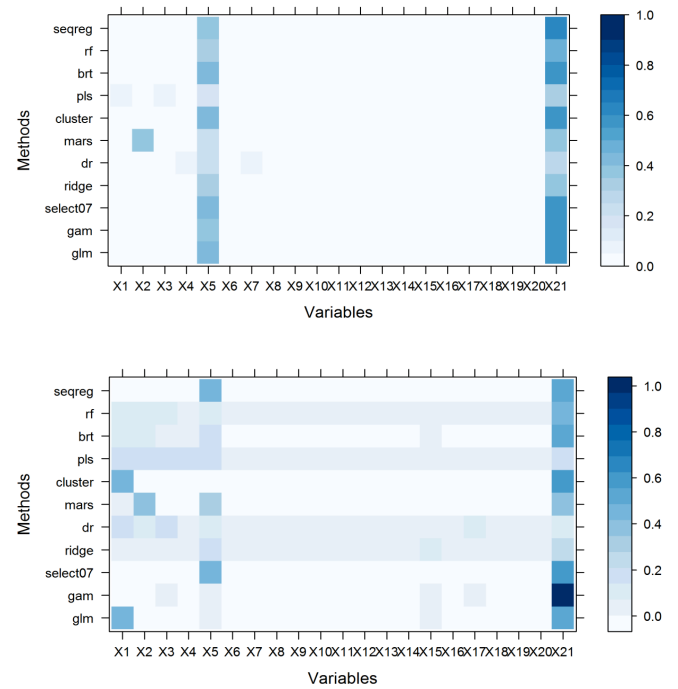 seqreg
rf
brt
pls
cluster
mars
dr
ridge
select07
gam
glm
Methods
X1 X2 X3 X4 X5 X6 X7 X8 X9 X10 X11 X12 X13 X14 X15 X16 X17 X18 X19 X20 X21
Variables
1.0
0.8
0.6
0.4
0.2
0.0
seqreg
rf
brt
pls
cluster
mars
dr
ridge
select07
gam
glm
Methods
X1 X2 X3 X4 X5 X6 X7 X8 X9 X10 X11 X12 X13 X14 X15 X16 X17 X18 X19 X20 X21
Variables
1.0
0.8
0.6
0.4
0.2
0.0